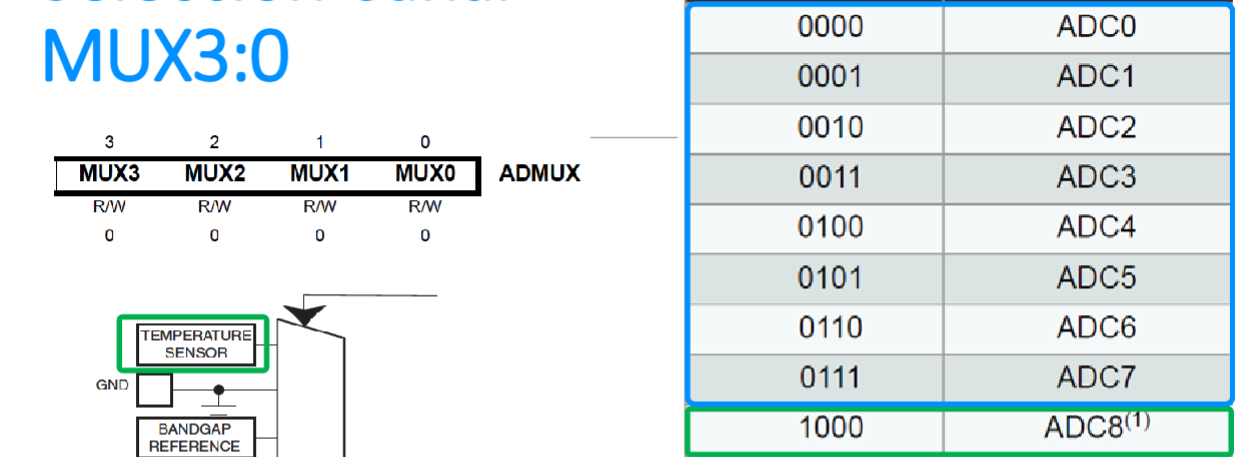 MUX3:0
3 2 1 0
MUX3 MUX2 MUX1 MUX0 ADMUX
R/W R/W R/W R/W
0 0 0 0
TEMPERATURE
SENSOR
GND
BANDGAP
REFERENCE
0000 ADC0
0001 ADC1
0010 ADC2
0011 ADC3
0100 ADC4
0101 ADC5
0110 ADC6
0111 ADC7
1000 ADC8(1)